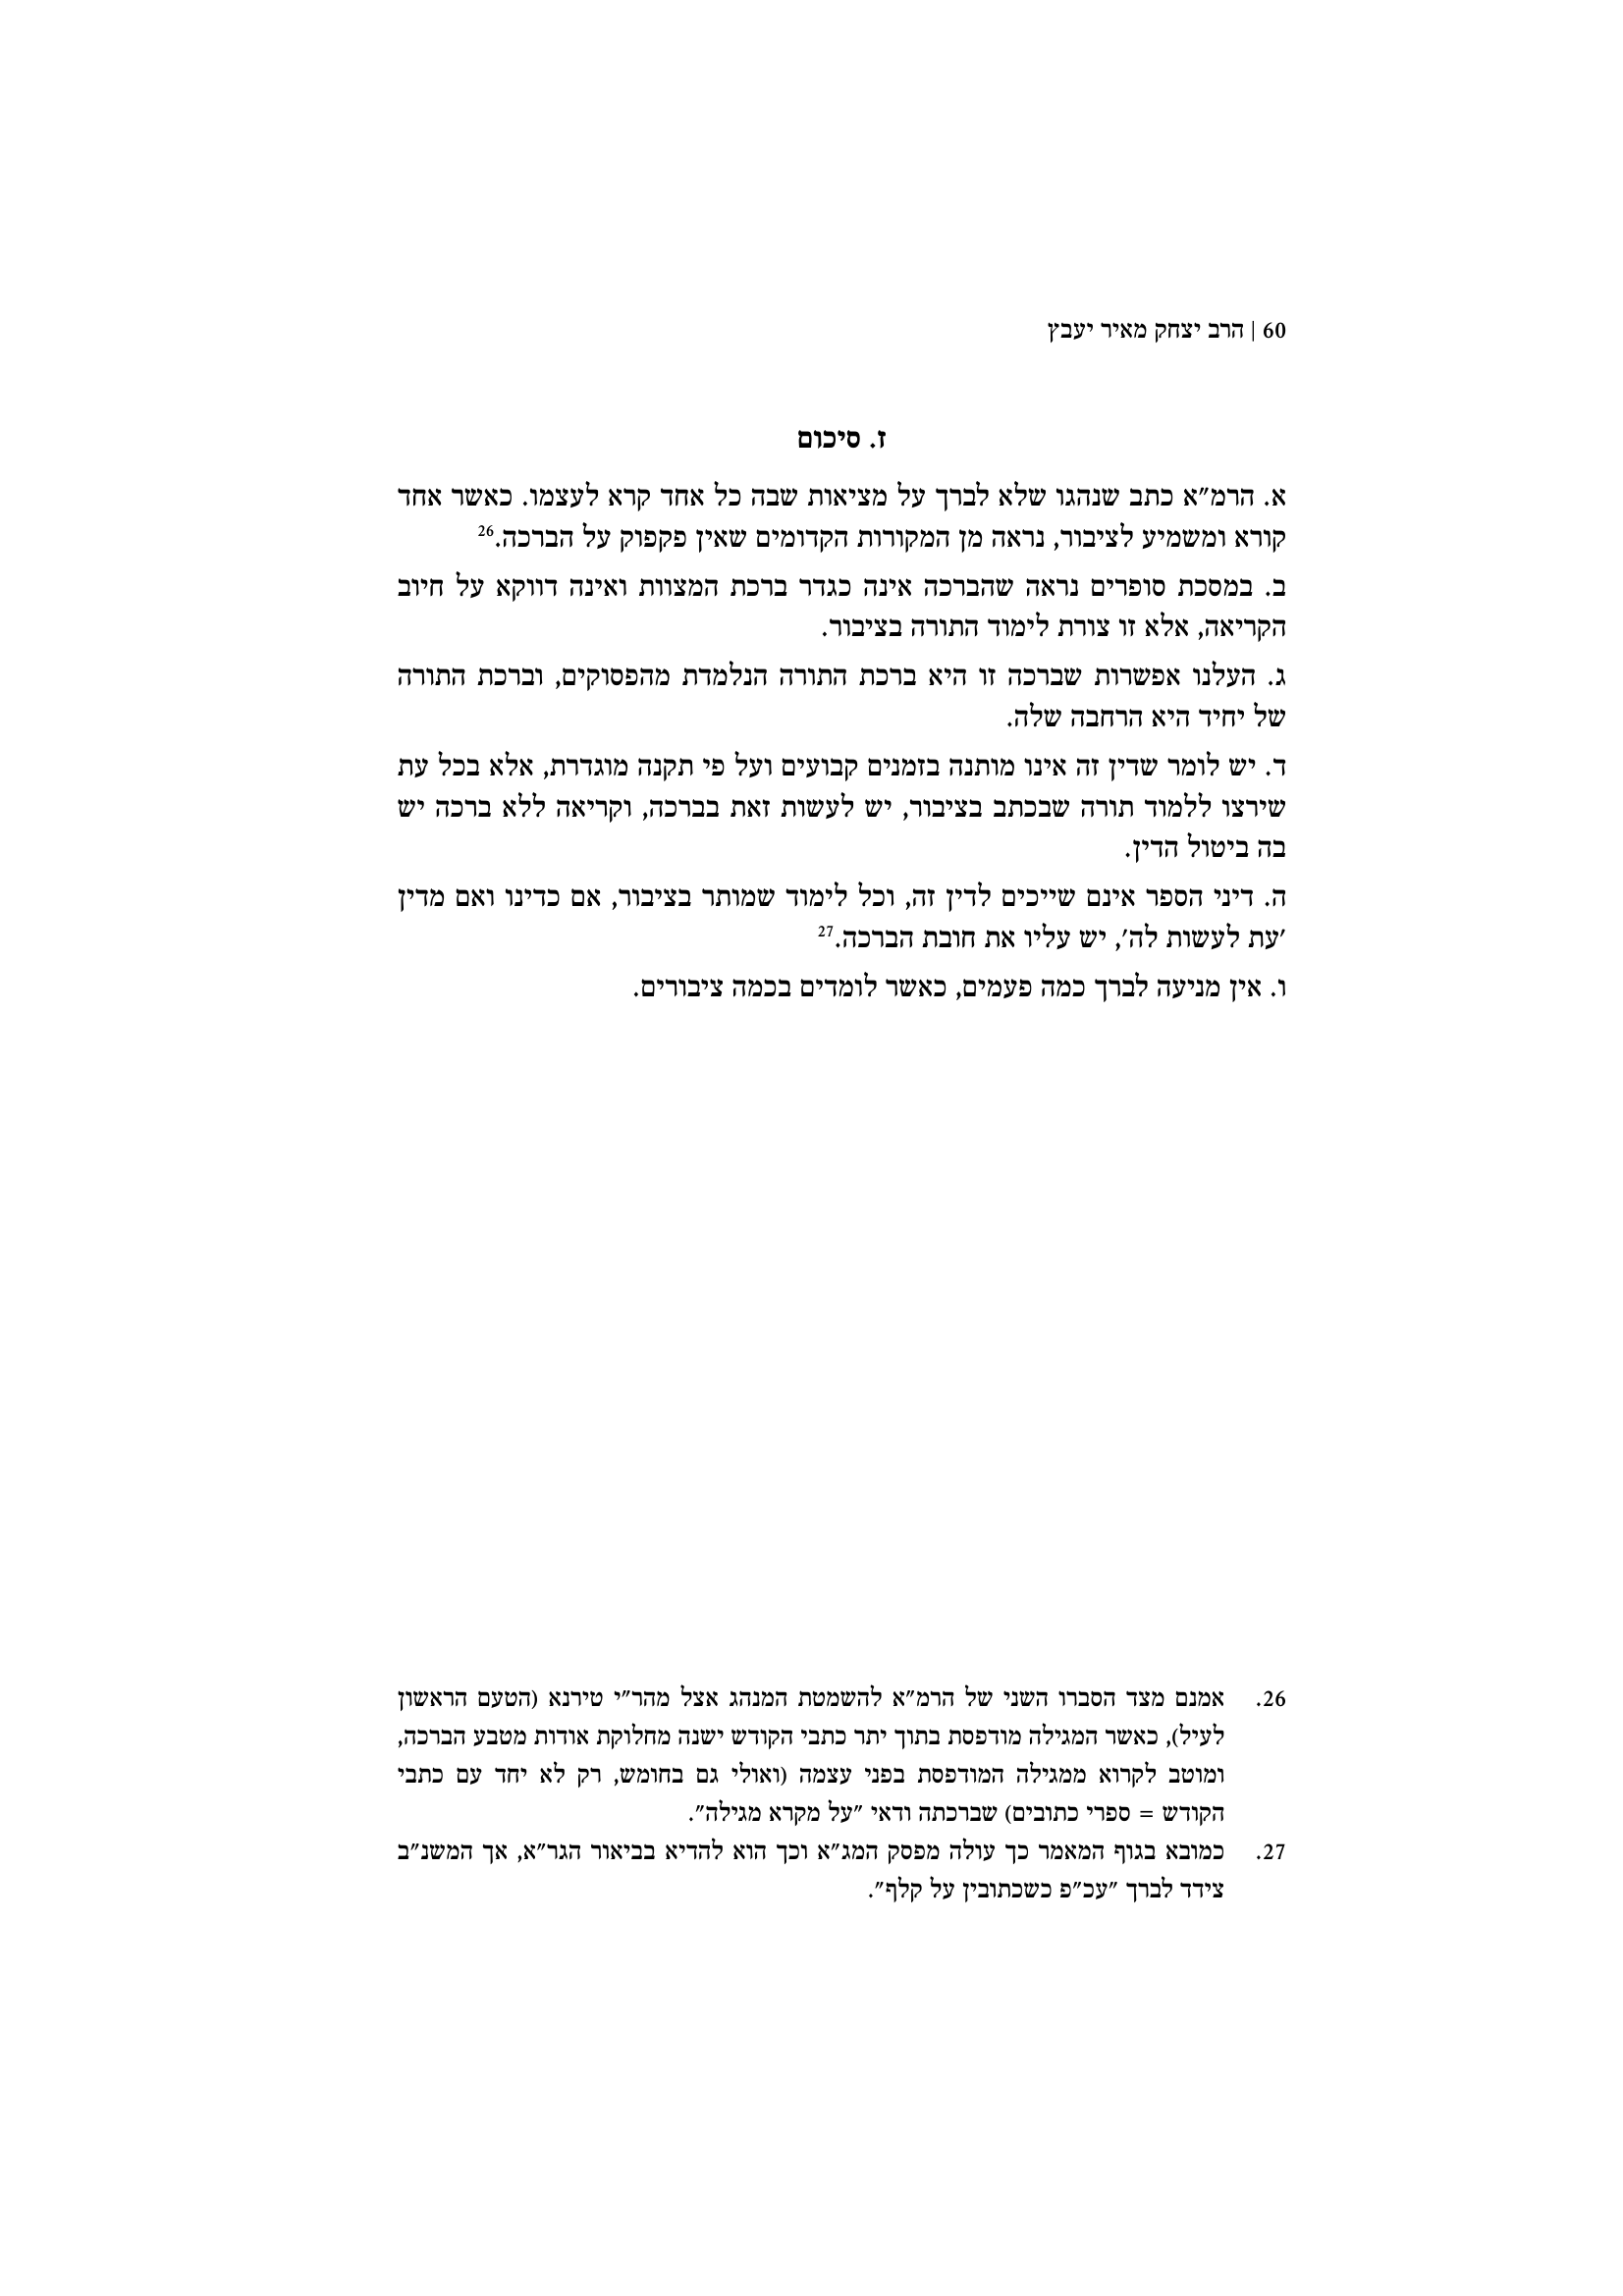 60 | הרב יצחק מאיר יעבץ
ז. סיכום
א. הרמ"א כתב שנהגו שלא לברך על מציאות שבה כל אחד קרא לעצמו. כאשר אחד
קורא ומשמיע לציבור, נראה מן המקורות הקדומים שאין פקפוק על הברכה.26
ב. במסכת סופרים נראה שהברכה אינה כגדר ברכת המצוות ואינה דווקא על חיוב
הקריאה, אלא זו צורת לימוד התורה בציבור.
ג. העלנו אפשרות שברכה זו היא ברכת התורה הנלמדת מהפסוקים, וברכת התורה
של יחיד היא הרחבה שלה.
ד. יש לומר שדין זה אינו מותנה בזמנים קבועים ועל פי תקנה מוגדרת, אלא בכל עת
שירצו ללמוד תורה שבכתב בציבור, יש לעשות זאת בברכה, וקריאה ללא ברכה יש
בה ביטול הדין.
ה. דיני הספר אינם שייכים לדין זה, וכל לימוד שמותר בציבור, אם כדינו ואם מדין
'עת לעשות לה', יש עליו את חובת הברכה.27
ו. אין מניעה לברך כמה פעמים, כאשר לומדים בכמה ציבורים.
26. אמנם מצד הסברו השני של הרמ"א להשמטת המנהג אצל מהר"י טירנא (הטעם הראשון
לעיל), כאשר המגילה מודפסת בתוך יתר כתבי הקודש ישנה מחלוקת אודות מטבע הברכה,
ומוטב לקרוא ממגילה המודפסת בפני עצמה (ואולי גם בחומש, רק לא יחד עם כתבי
הקודש = ספרי כתובים) שברכתה ודאי "על מקרא מגילה".
27. כמובא בגוף המאמר כך עולה מפסק המג"א וכך הוא להדיא בביאור הגר"א, אך המשנ"ב
צידד לברך "עכ"פ כשכתובין על קלף".